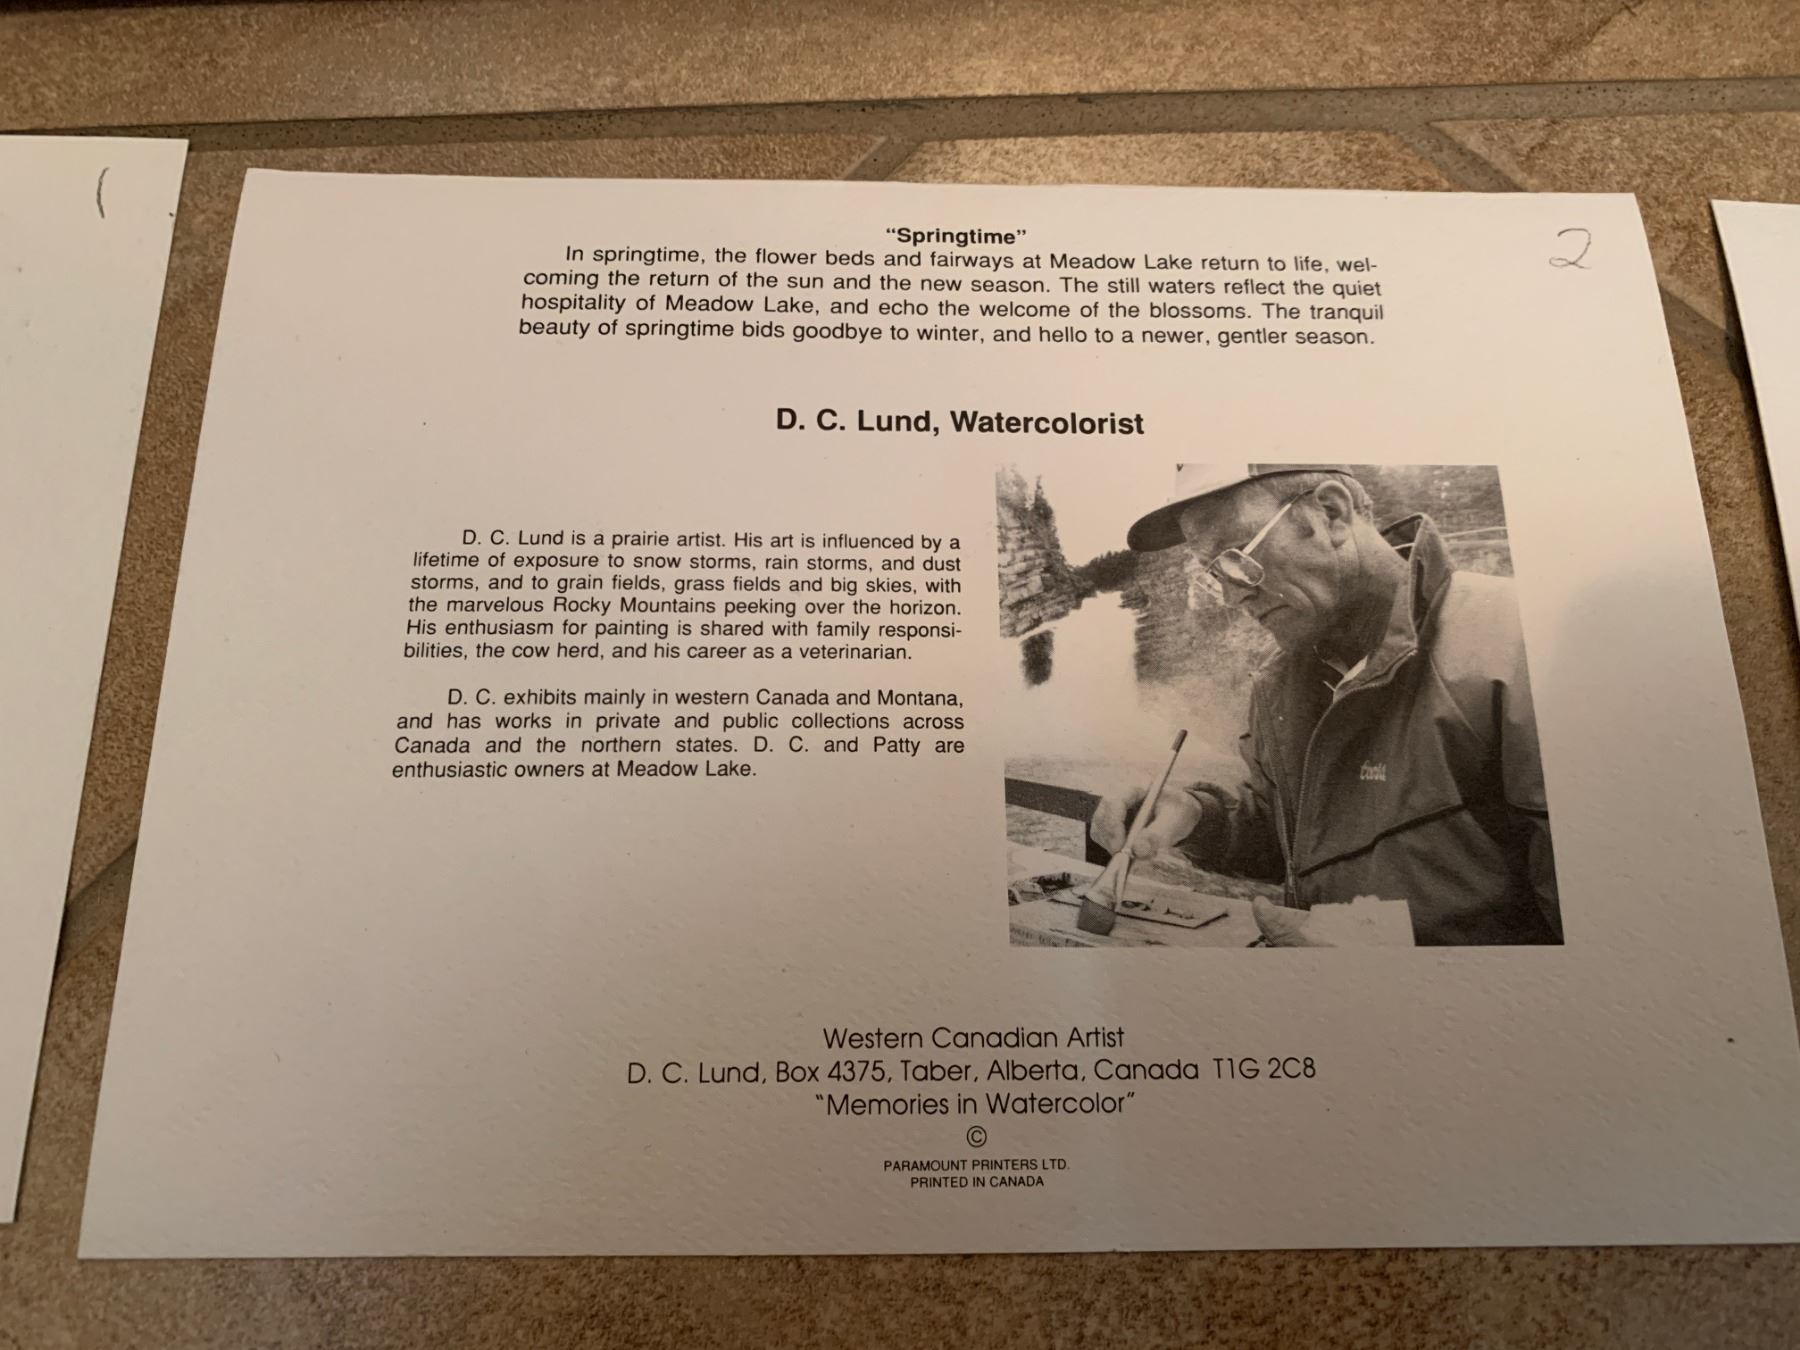 1
2
“Springtime”
In springtime, the flower beds and fairways at Meadow Lake return to life, wel-
coming the return of the sun and the new season. The still waters reflect the quiet
hospitality of Meadow Lake, and echo the welcome of the blossoms. The tranquil
beauty of springtime bids goodbye to winter, and hello to a newer, gentler season.
D. C. Lund, Watercolorist
D. C. Lund is a prairie artist. His art is influenced by a
lifetime of exposure to snow storms, rain storms, and dust
storms, and to grain fields, grass fields and big skies, with
the marvelous Rocky Mountains peeking over the horizon.
His enthusiasm for painting is shared with family responsi-
bilities, the cow herd, and his career as a veterinarian.
D. C. exhibits mainly in western Canada and Montana,
and has works in private and public collections across
Canada and the northern states. D. C. and Patty are
enthusiastic owners at Meadow Lake.
Western Canadian Artist
D. C. Lund, Box 4375, Taber, Alberta, Canada T1G 2C8
“Memories in Watercolor”
©
PARAMOUNT PRINTERS LTD.
PRINTED IN CANADA